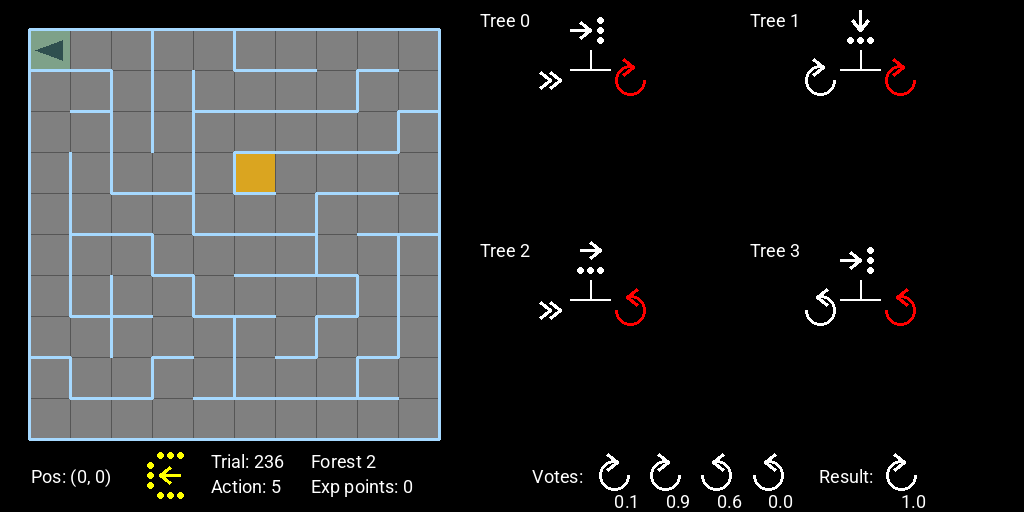 Tree 0
Tree 1
Tree 2
Tree 3
Pos: (0, 0)
Trial: 236
Forest 2
Action: 5
Exp points: 0
Votes:
0.1
0.9
0.6
0.0
Result:
1.0